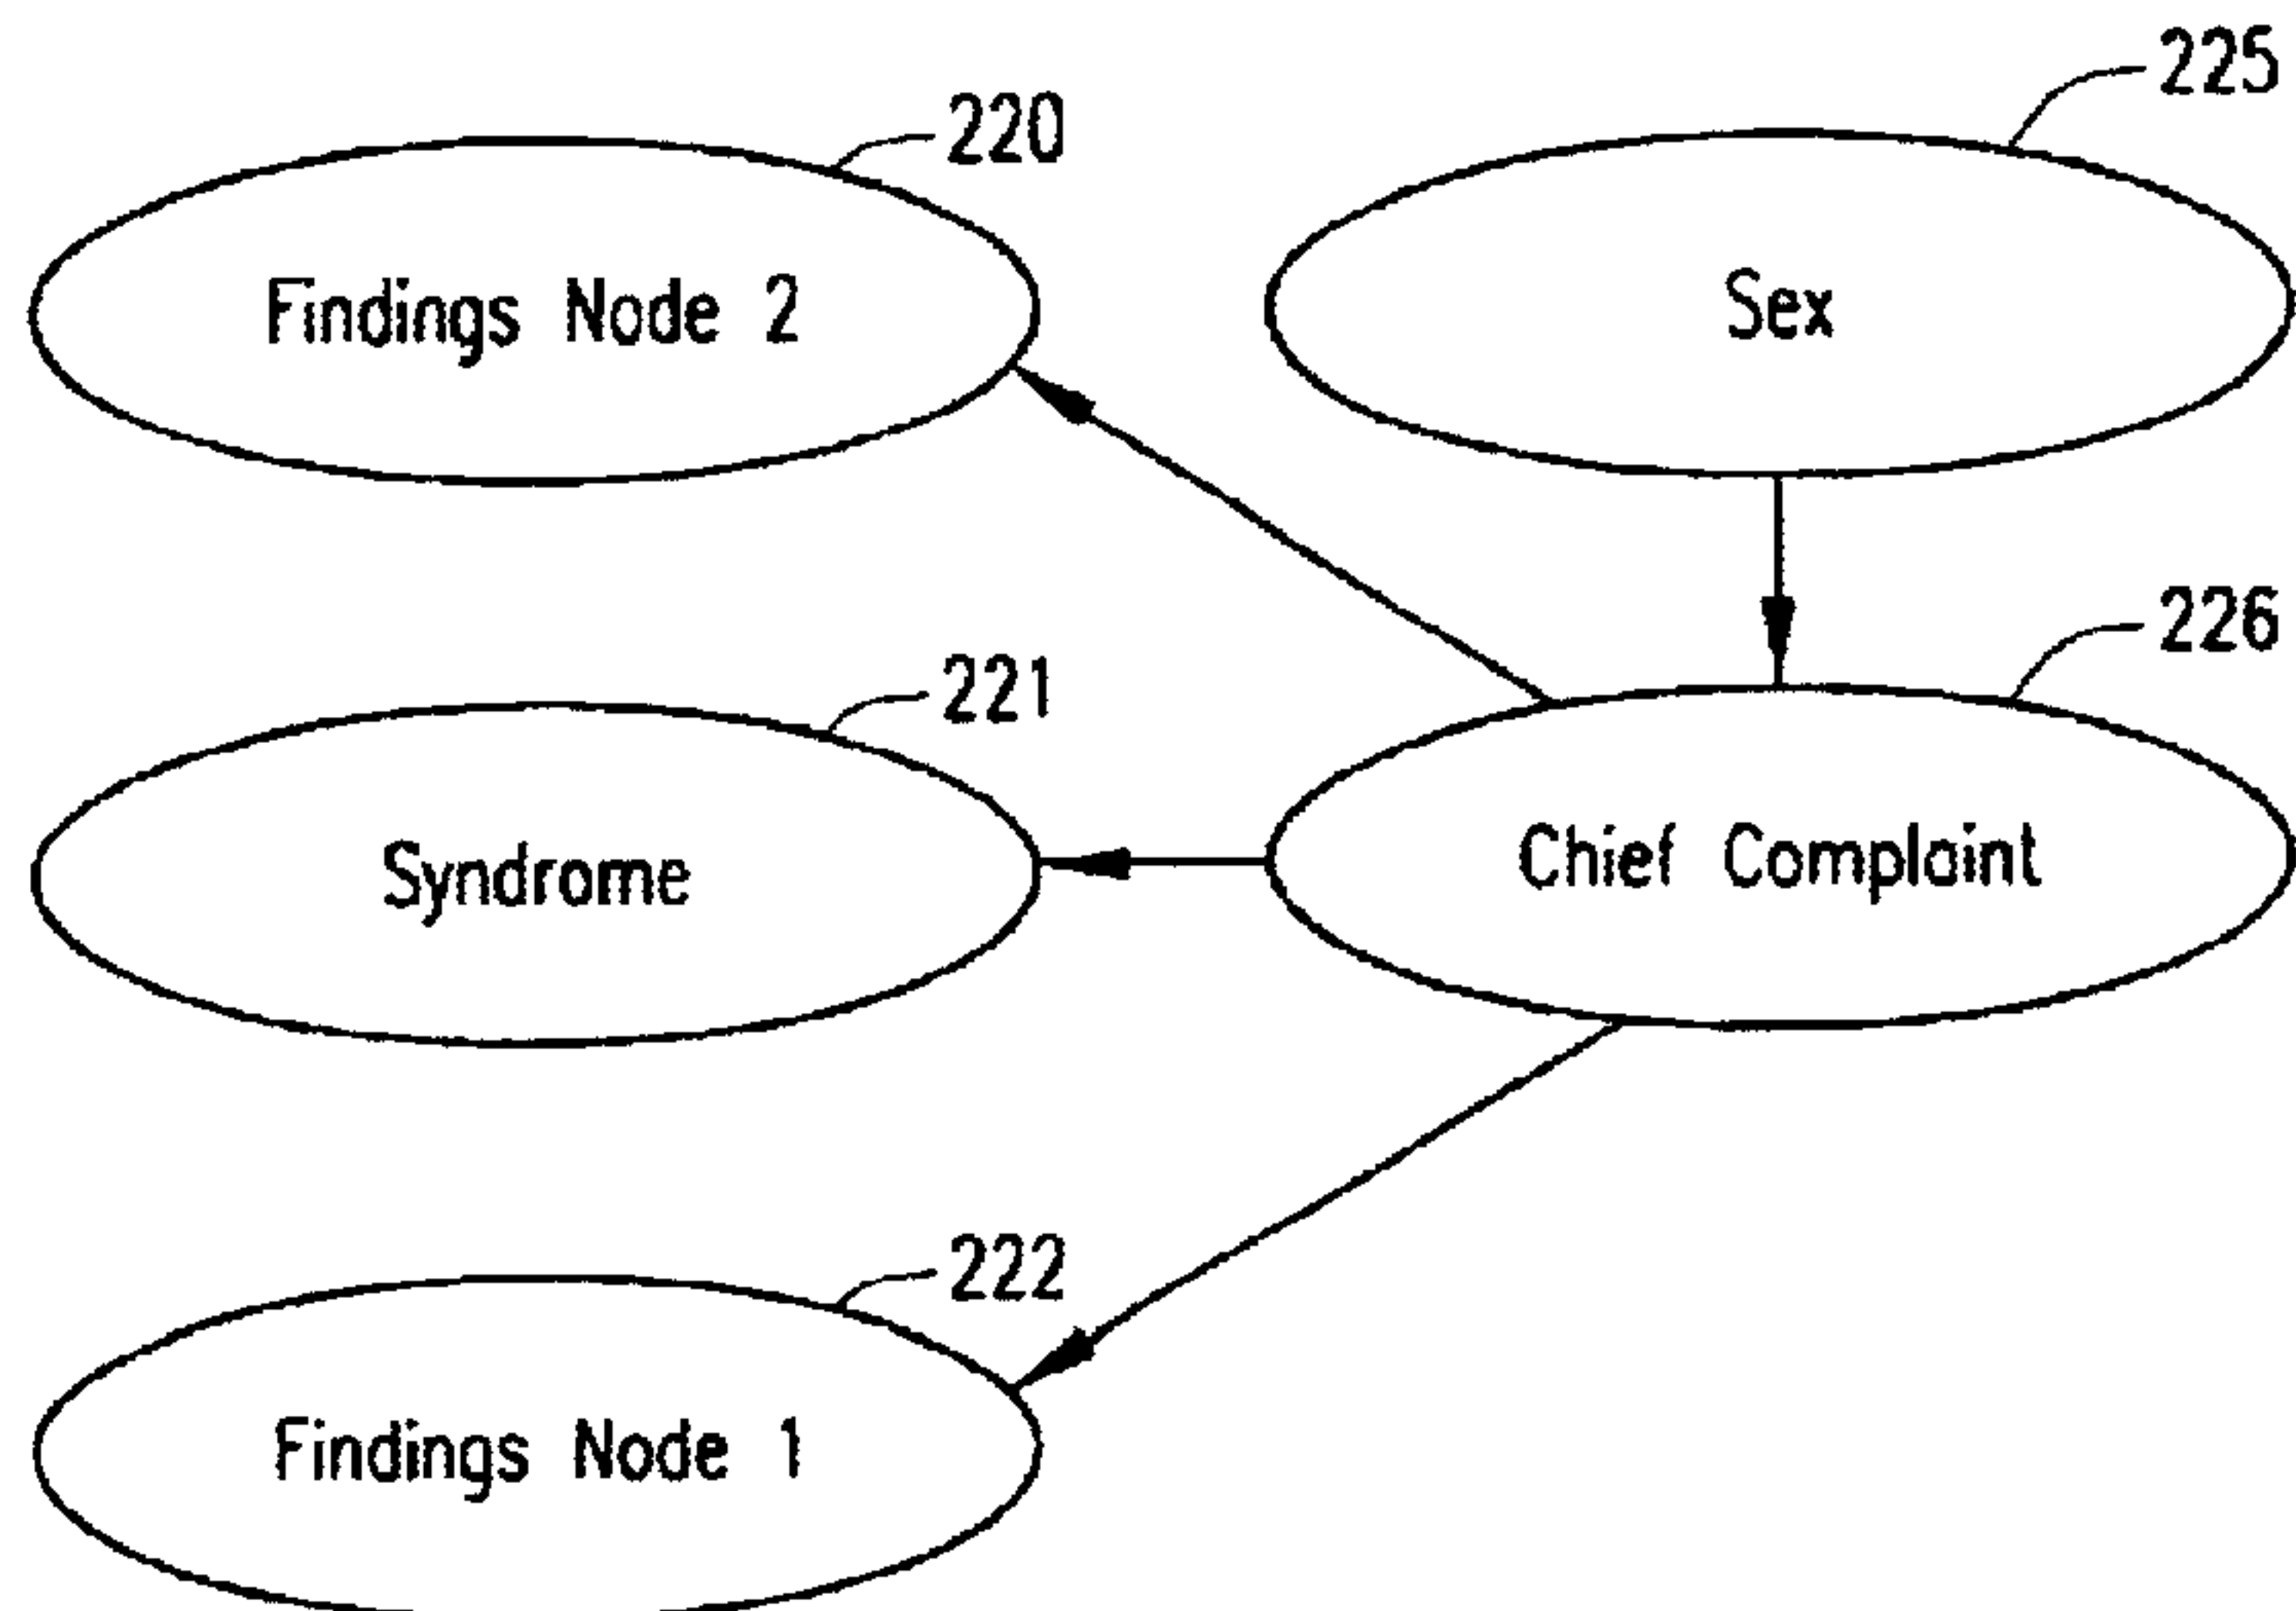 225
220
Findings Node 2
Sex
226
221
Chief Complaint
Syndrome
222
Findings Node 1